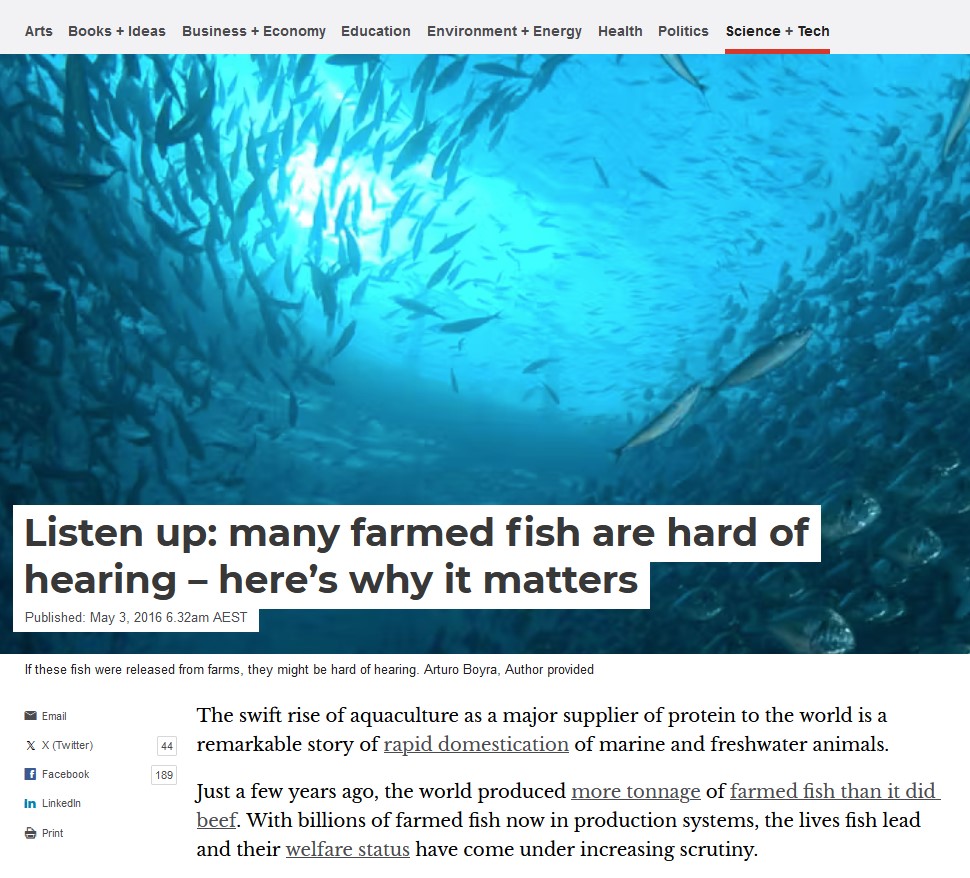 Arts Books + Ideas Business + Economy Education Environment + Energy Health Politics Science + Tech
Listen up: many farmed fish are hard of
hearing – here’s why it matters
Published: May 3, 2016 6.32am AEST
If these fish were released from farms, they might be hard of hearing. Arturo Boyra, Author provided
Email
X (Twitter) 44
Facebook 189
LinkedIn
Print
The swift rise of aquaculture as a major supplier of protein to the world is a
remarkable story of rapid domestication of marine and freshwater animals.
Just a few years ago, the world produced more tonnage of farmed fish than it did
beef. With billions of farmed fish now in production systems, the lives fish lead
and their welfare status have come under increasing scrutiny.